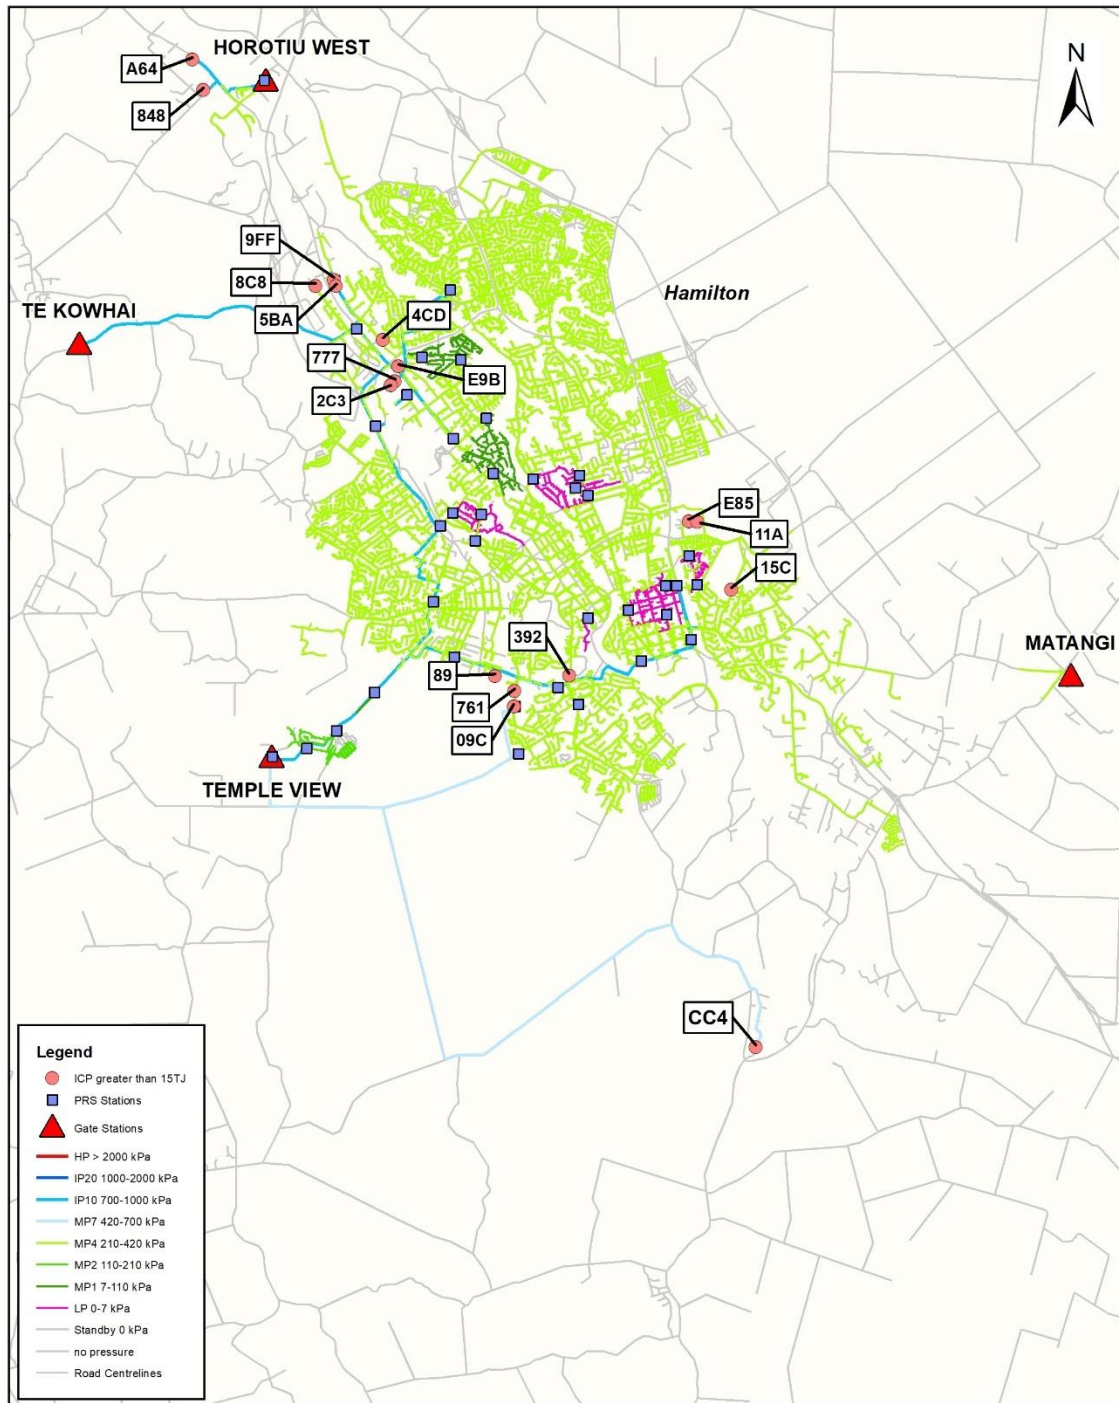 HOROTIU WEST
A64
848
N
9FF
8C8
Hamilton
TE KOWHAI
5BA
4CD
777
E9B
2C3
E85
11A
15C
392
MATANGI
89
761
09C
TEMPLE VIEW
CC4
Legend
ICP greater than 15TJ
PRS Stations
Gate Stations
HP > 2000 kPa
IP20 1000-2000 kPa
IP10 700-1000 kPa
MP7 420-700 kPa
MP4 210-420 kPa
MP2 110-210 kPa
MP1 7-110 kPa
LP 0-7 kPa
Standby 0 kPa
no pressure
Road Centrelines